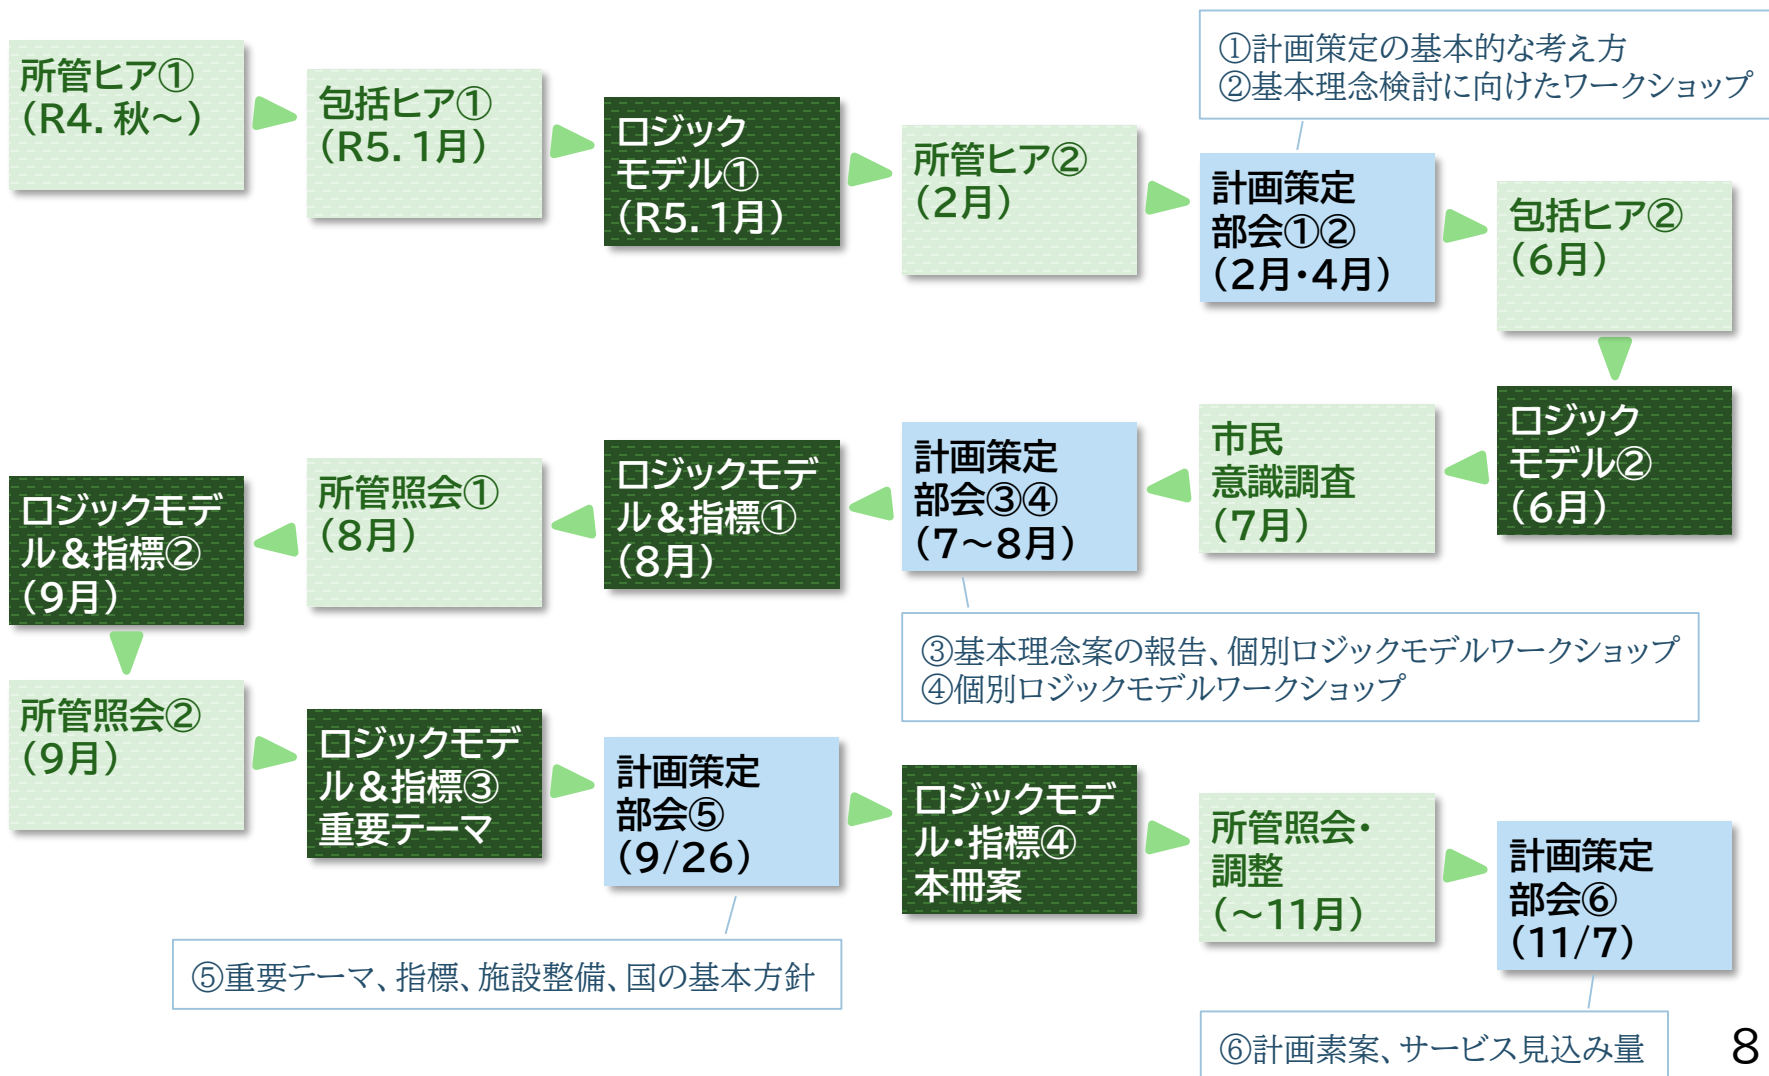 ①計画策定の基本的な考え方
②基本理念検討に向けたワークショップ
所管ヒア①
(R4.秋~)
包括ヒア①
(R5.1月)
ロジック
モデル①
(R5.1月)
所管ヒア②
(2月)
計画策定
部会①②
(2月・4月)
包括ヒア②
(6月)
ロジック
モデル②
(6月)
市民
意識調査
(7月)
計画策定
部会③④
(7~8月)
③基本理念案の報告、個別ロジックモデルワークショップ
④個別ロジックモデルワークショップ
ロジックモデ
ル&指標①
(8月)
所管照会①
(8月)
ロジックモデ
ル&指標②
(9月)
所管照会②
(9月)
ロジックモデ
ル&指標③
重要テーマ
計画策定
部会⑤
(9/26)
⑤重要テーマ、指標、施設整備、国の基本方針
ロジックモデ
ル・指標④
本冊案
所管照会・
調整
(~11月)
計画策定
部会⑥
(11/7)
⑥計画素案、サービス見込み量
8